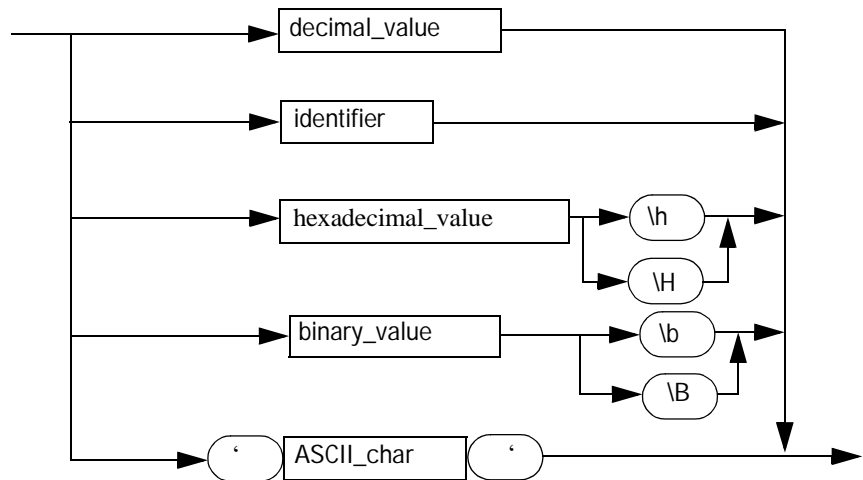 decimal_value
identifier
hexadecimal_value
\h
\H
binary_value
\b
\B
‘ ASCII_char ‘